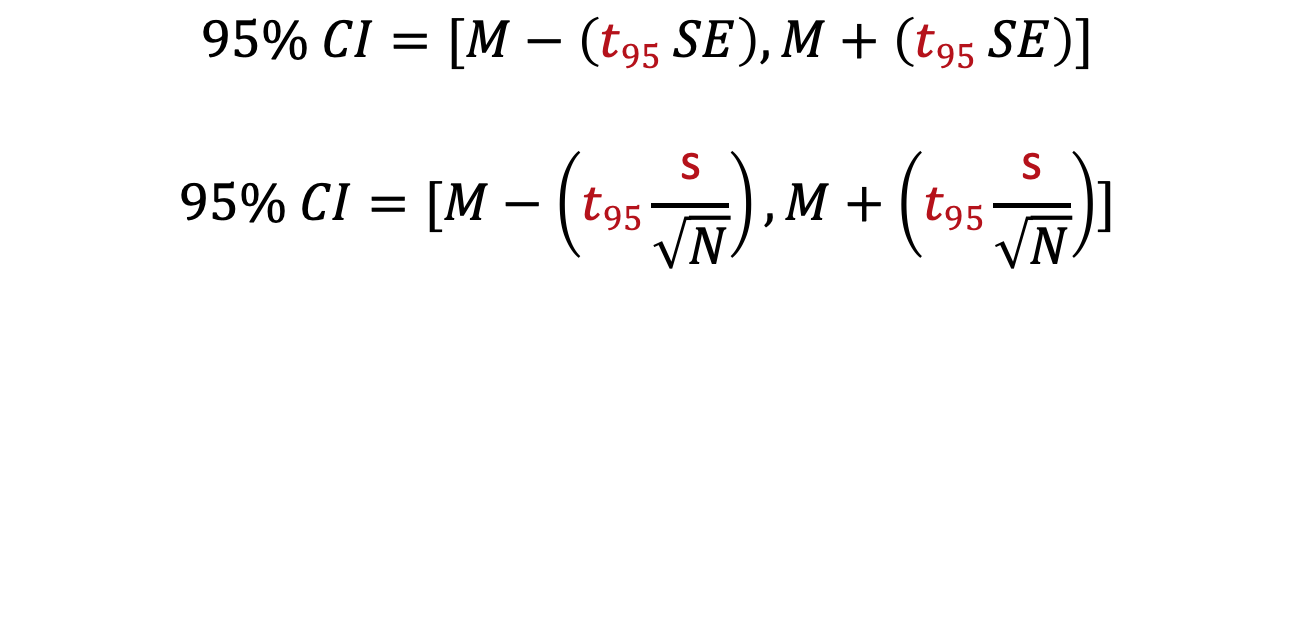 95% CI = [M − (t₉₅ SE), M + (t₉₅ SE)]
95% CI = [M − (t₉₅ s/√N), M + (t₉₅ s/√N)]